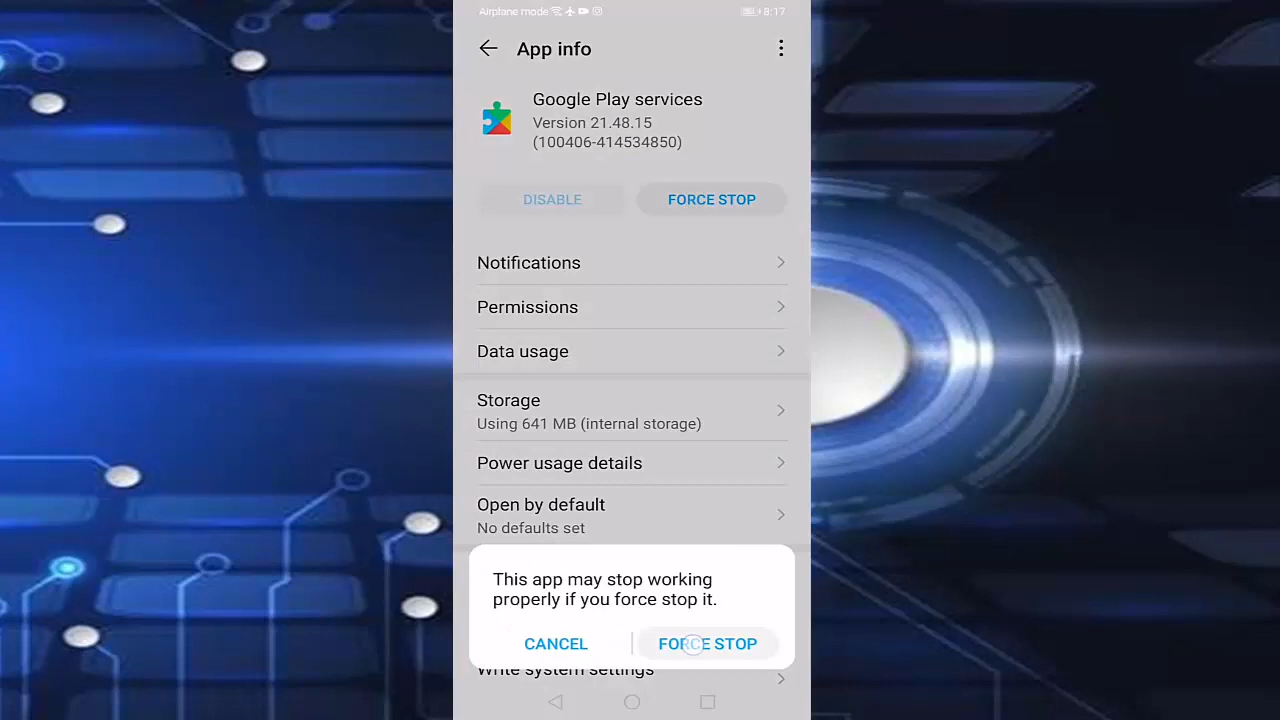 Airplane mode 8:17
App info
Google Play services
Version 21.48.15
(100406-414534850)
DISABLE FORCE STOP
Notifications
Permissions
Data usage
Storage
Using 641 MB (internal storage)
Power usage details
Open by default
No defaults set
This app may stop working
properly if you force stop it.
CANCEL FORCE STOP
Write system settings